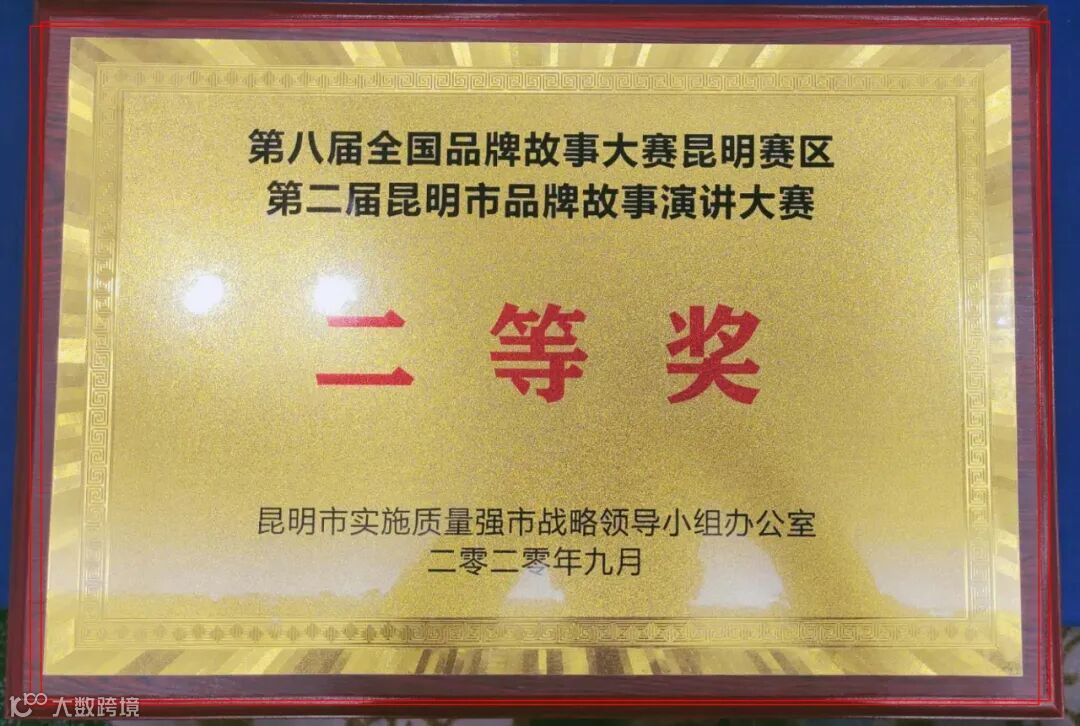 第八届全国品牌故事大赛昆明赛区
第二届昆明市品牌故事演讲大赛
二等奖
昆明市实施质量强市战略领导小组办公室
二零二零年九月
大数跨境